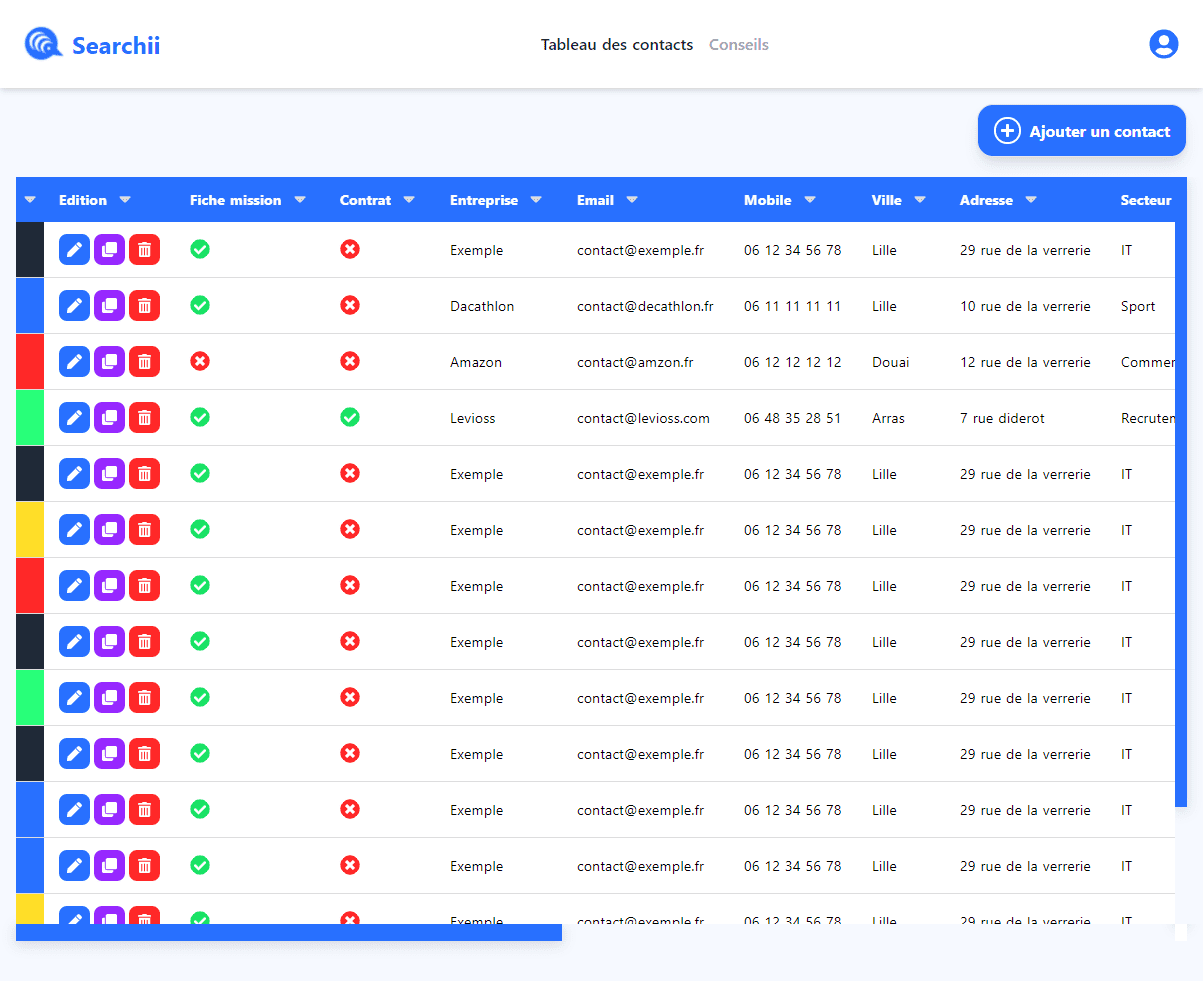 Searchii
Tableau des contacts Conseils
Ajouter un contact
Edition Fiche mission Contrat Entreprise Email Mobile Ville Adresse Secteur
Exemple contact@exemple.fr 06 12 34 56 78 Lille 29 rue de la verrerie IT
Dacathlon contact@decathlon.fr 06 11 11 11 11 Lille 10 rue de la verrerie Sport
Amazon contact@amzon.fr 06 12 12 12 12 Douai 12 rue de la verrerie Commer
Levioss contact@levioss.com 06 48 35 28 51 Arras 7 rue diderot Recrutem
Exemple contact@exemple.fr 06 12 34 56 78 Lille 29 rue de la verrerie IT
Exemple contact@exemple.fr 06 12 34 56 78 Lille 29 rue de la verrerie IT
Exemple contact@exemple.fr 06 12 34 56 78 Lille 29 rue de la verrerie IT
Exemple contact@exemple.fr 06 12 34 56 78 Lille 29 rue de la verrerie IT
Exemple contact@exemple.fr 06 12 34 56 78 Lille 29 rue de la verrerie IT
Exemple contact@exemple.fr 06 12 34 56 78 Lille 29 rue de la verrerie IT
Exemple contact@exemple.fr 06 12 34 56 78 Lille 29 rue de la verrerie IT
Exemple contact@exemple.fr 06 12 34 56 78 Lille 29 rue de la verrerie IT
Exemple contact@exemple.fr 06 12 34 56 78 Lille 29 rue de la verrerie IT